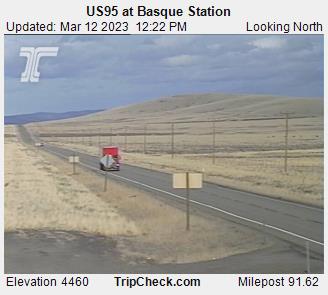 US95 at Basque Station
Updated: Mar 12 2023 12:22 PM Looking North
Elevation 4460 TripCheck.com Milepost 91.62